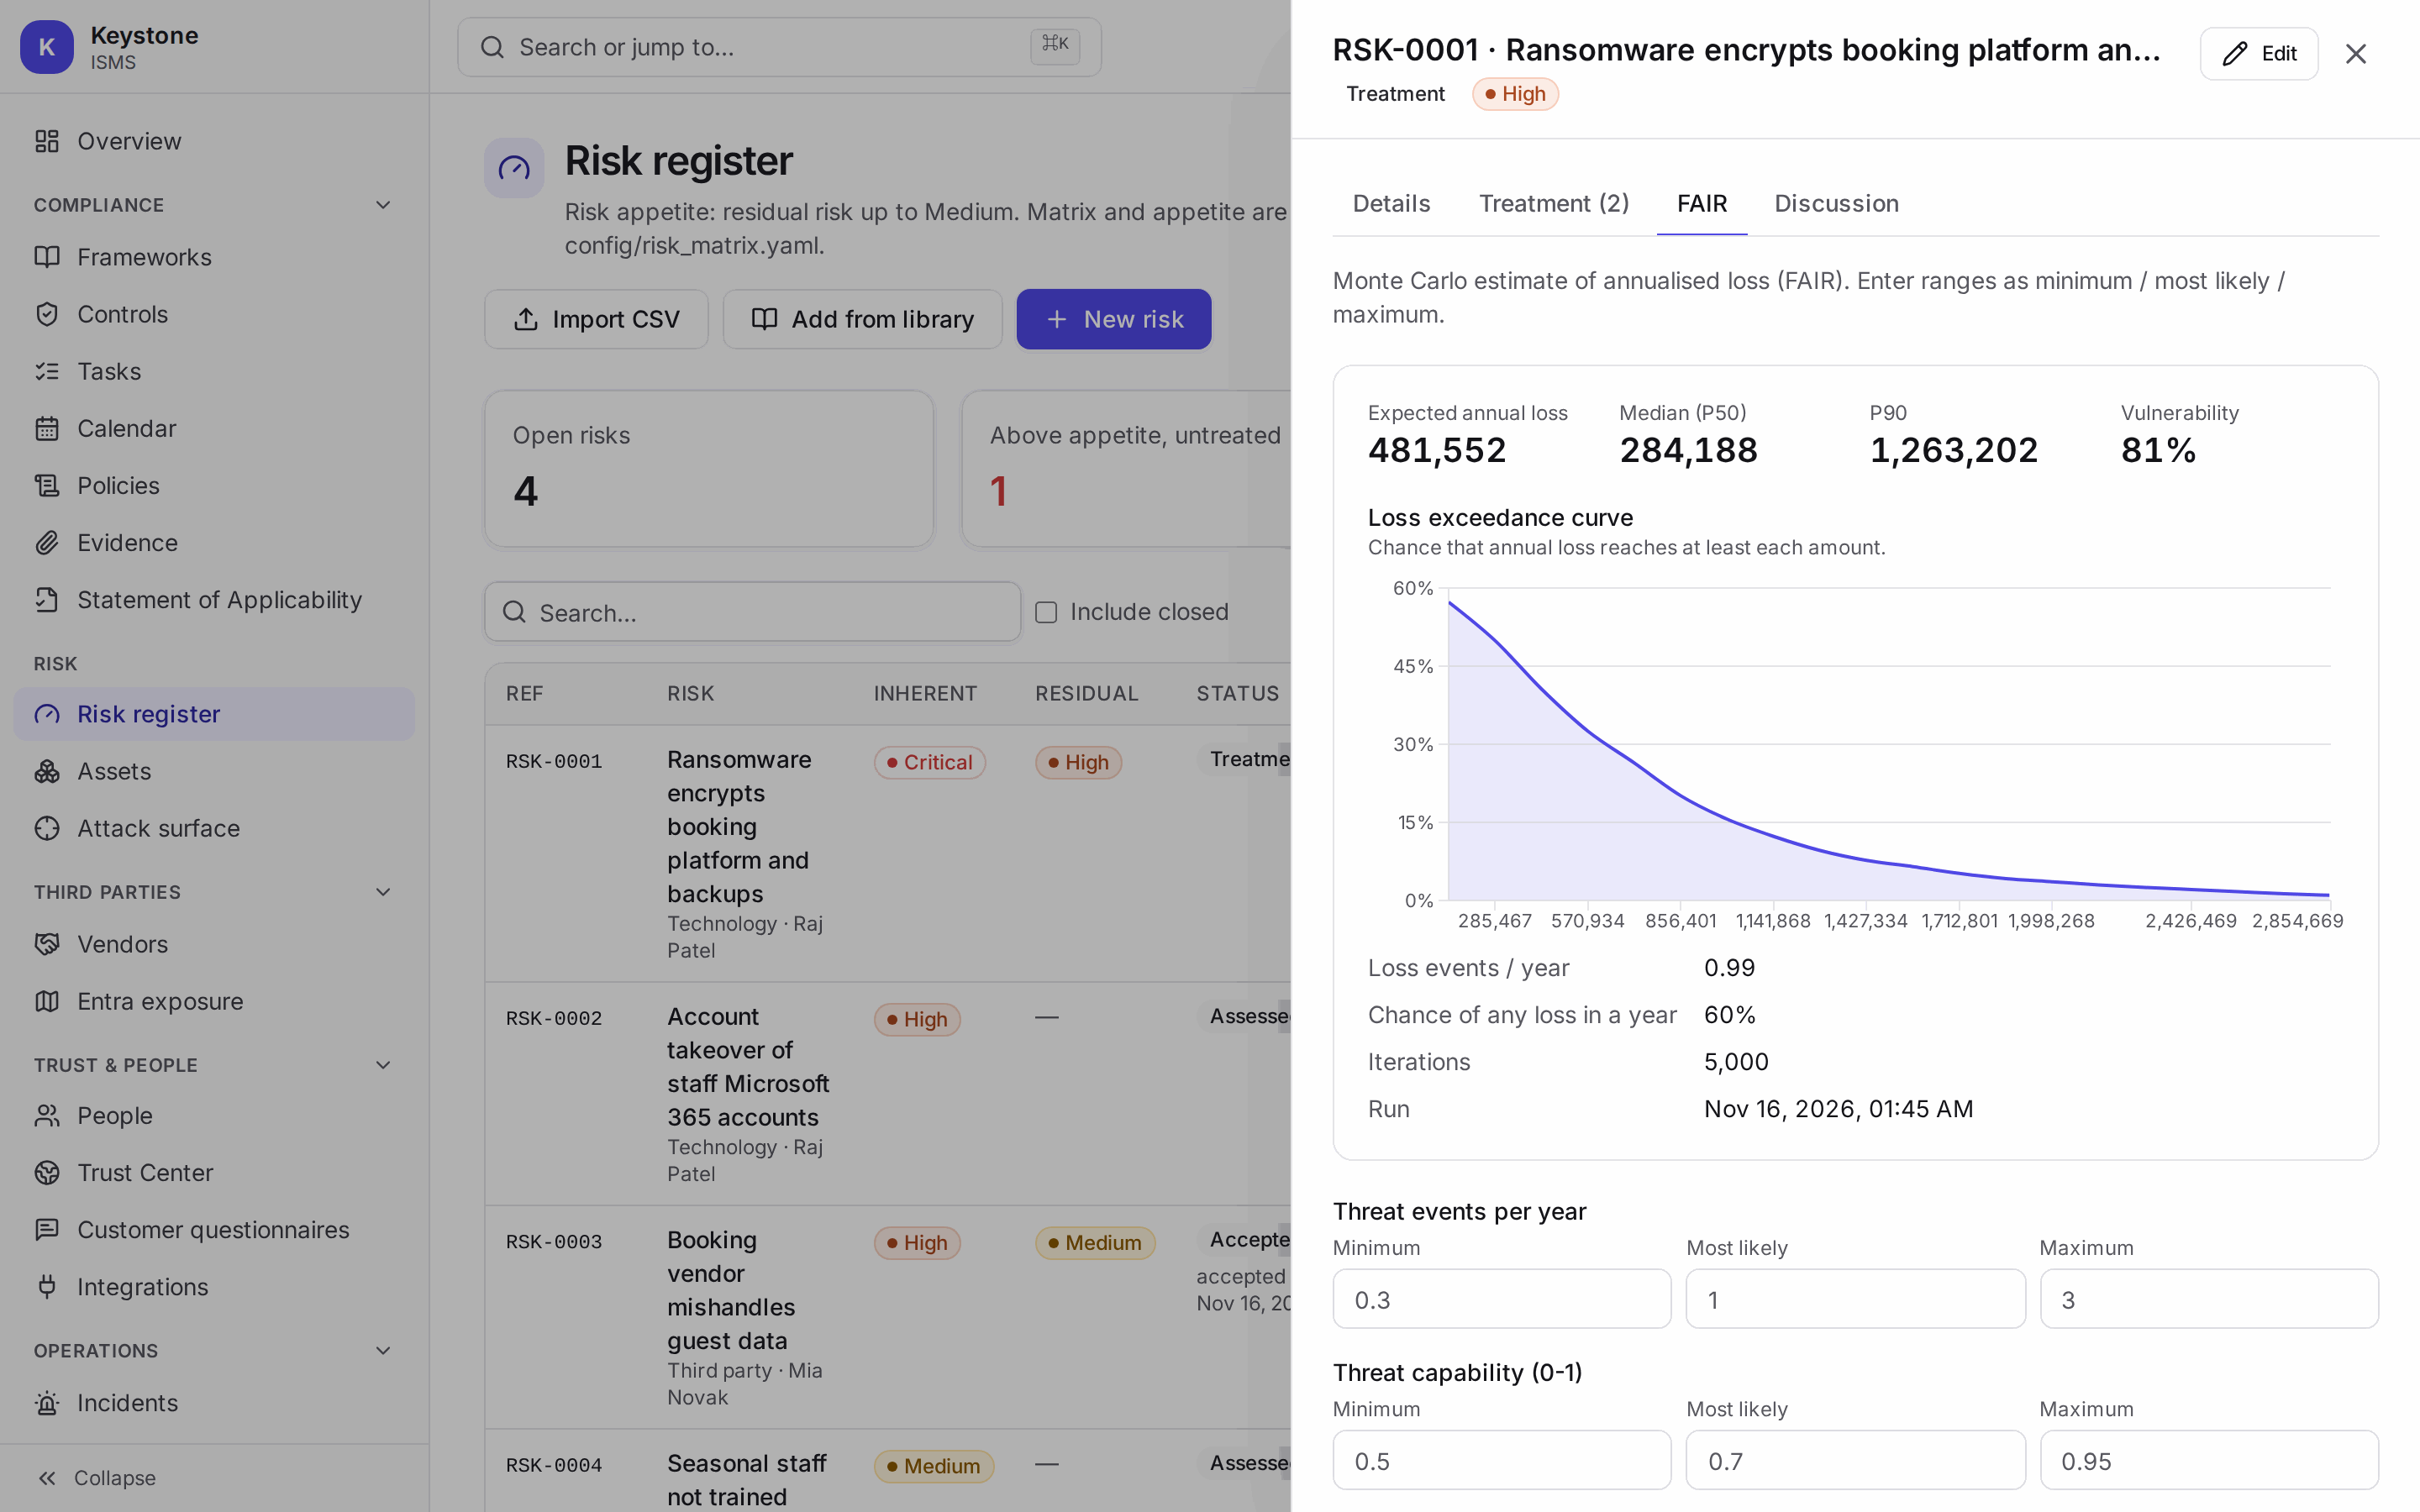 K
Keystone
ISMS
Overview
COMPLIANCE
Frameworks
Controls
Tasks
Calendar
Policies
Evidence
Statement of Applicability
RISK
Risk register
Assets
Attack surface
THIRD PARTIES
Vendors
Entra exposure
TRUST & PEOPLE
People
Trust Center
Customer questionnaires
Integrations
OPERATIONS
Incidents
Collapse
Search or jump to...
⌘K
Risk register
Risk appetite: residual risk up to Medium. Matrix and appetite are
config/risk_matrix.yaml.
Import CSV
Add from library
New risk
Open risks
4
Above appetite, untreated
1
Search...
Include closed
REF RISK INHERENT RESIDUAL STATUS
RSK-0001
Ransomware
encrypts
booking
platform and
backups
Technology · Raj
Patel
Critical
High
Treatme
RSK-0002
Account
takeover of
staff Microsoft
365 accounts
Technology · Raj
Patel
High
—
Assesse
RSK-0003
Booking
vendor
mishandles
guest data
Third party · Mia
Novak
High
Medium
Accepte
accepted
Nov 16, 20
RSK-0004
Seasonal staff
not trained
Medium
—
Assesse
RSK-0001 · Ransomware encrypts booking platform an...
Treatment
High
Edit
Details
Treatment (2)
FAIR
Discussion
Monte Carlo estimate of annualised loss (FAIR). Enter ranges as minimum / most likely /
maximum.
Expected annual loss
481,552
Median (P50)
284,188
P90
1,263,202
Vulnerability
81%
Loss exceedance curve
Chance that annual loss reaches at least each amount.
60%
45%
30%
15%
0%
285,467 570,934 856,401 1,141,868 1,427,334 1,712,801 1,998,268 2,426,469 2,854,669
Loss events / year 0.99
Chance of any loss in a year 60%
Iterations 5,000
Run Nov 16, 2026, 01:45 AM
Threat events per year
Minimum Most likely Maximum
0.3 1 3
Threat capability (0-1)
Minimum Most likely Maximum
0.5 0.7 0.95